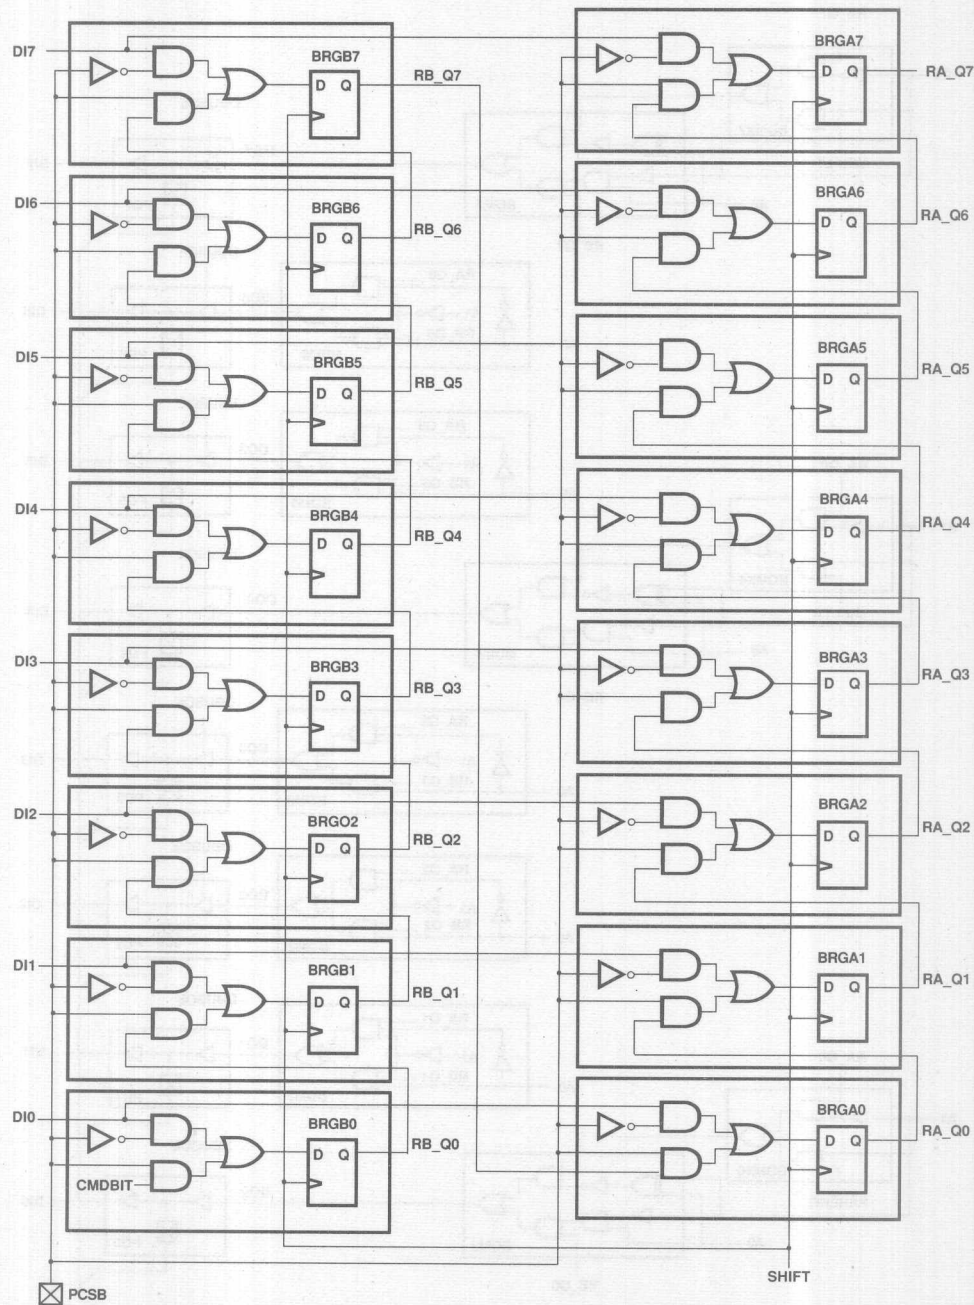 DI7
BRGB7
D Q
RB_Q7
BRGA7
D Q
RA_Q7
DI6
BRGB6
D Q
RB_Q6
BRGA6
D Q
RA_Q6
DI5
BRGB5
D Q
RB_Q5
BRGA5
D Q
RA_Q5
DI4
BRGB4
D Q
RB_Q4
BRGA4
D Q
RA_Q4
DI3
BRGB3
D Q
RB_Q3
BRGA3
D Q
RA_Q3
DI2
BRGO2
D Q
RB_Q2
BRGA2
D Q
RA_Q2
DI1
BRGB1
D Q
RB_Q1
BRGA1
D Q
RA_Q1
DI0
BRGB0
D Q
RB_Q0
BRGA0
D Q
RA_Q0
CMDBIT
SHIFT
PCSB